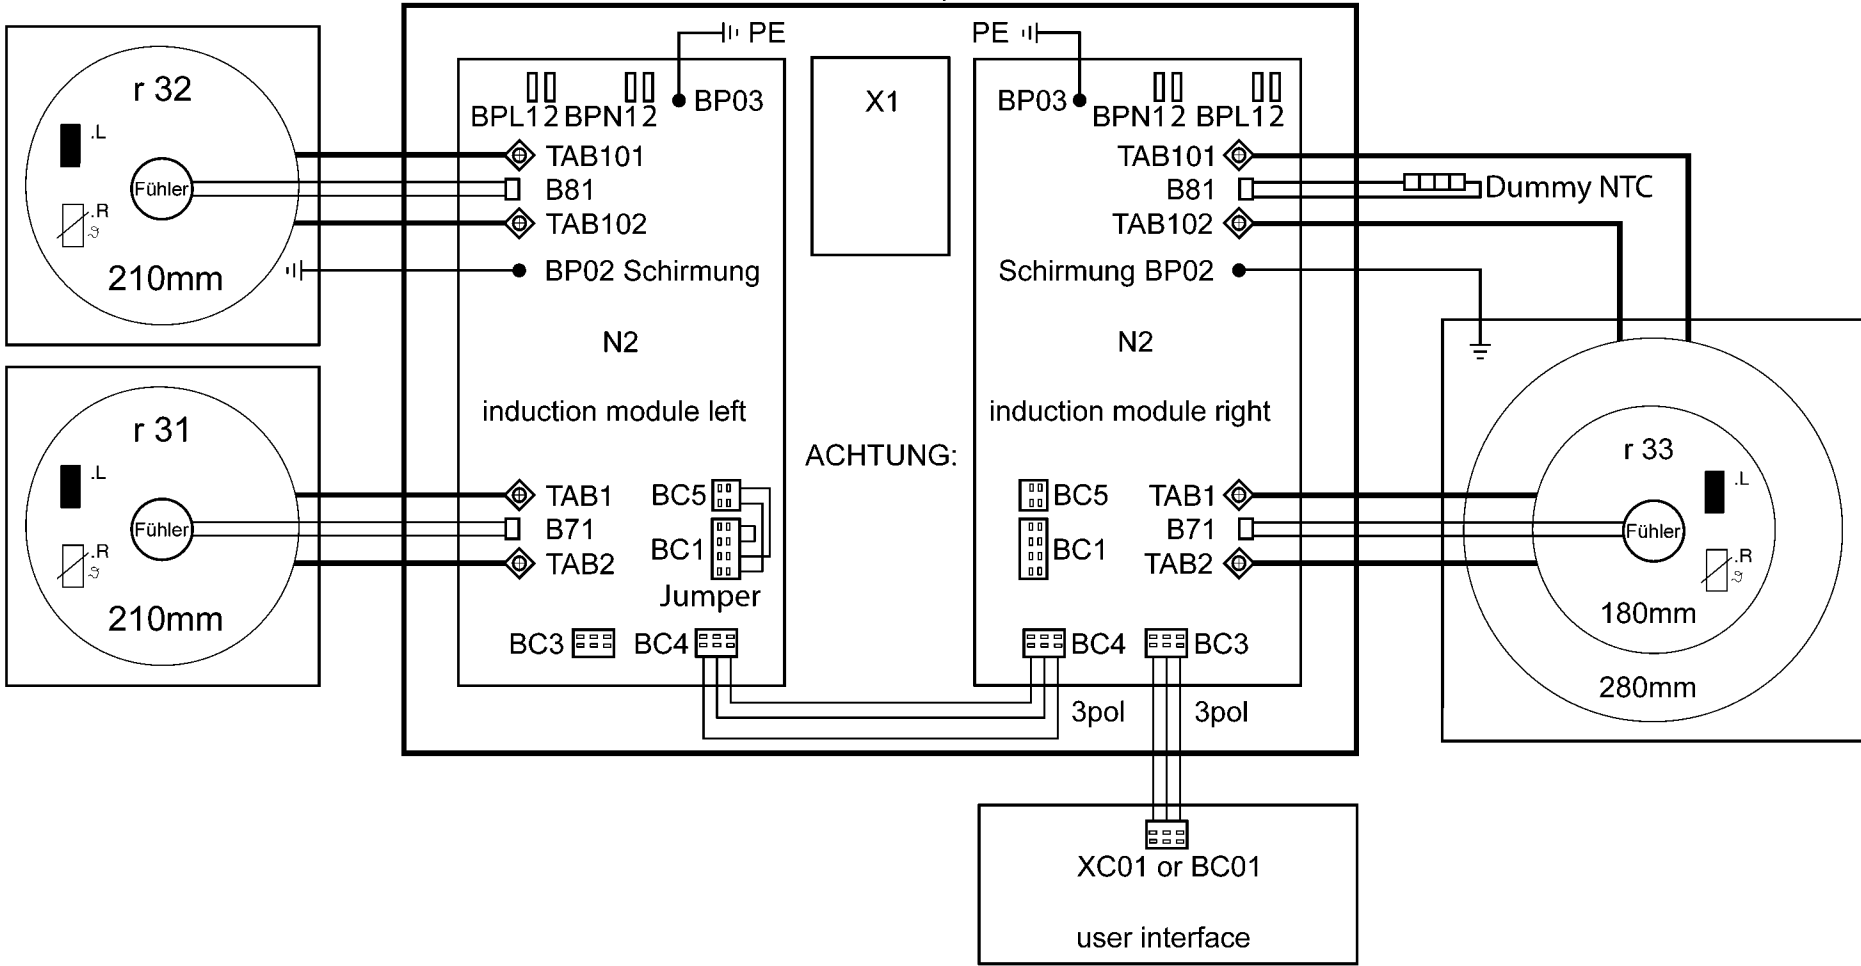 r 32
.L
Fühler
.R
ϑ
210mm
r 31
.L
Fühler
.R
ϑ
210mm
PE
BPL12 BPN12 BP03
TAB101
B81
TAB102
BP02 Schirmung
N2
induction module left
TAB1
B71
TAB2
BC5
BC1
Jumper
BC3 BC4
X1
ACHTUNG:
PE
BP03 BPN12 BPL12
TAB101
B81
TAB102
Schirmung BP02
N2
induction module right
BC5 TAB1
BC1 B71
TAB2
BC4 BC3
3pol 3pol
Dummy NTC
r 33
.L
Fühler
.R
ϑ
180mm
280mm
XC01 or BC01
user interface